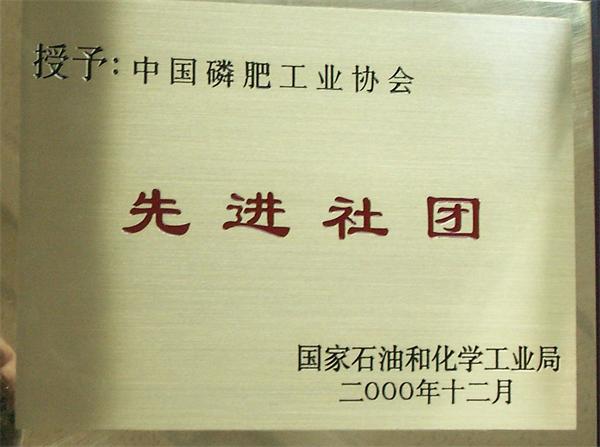 授予:中国磷肥工业协会
先进社团
国家石油和化学工业局
二000年十二月